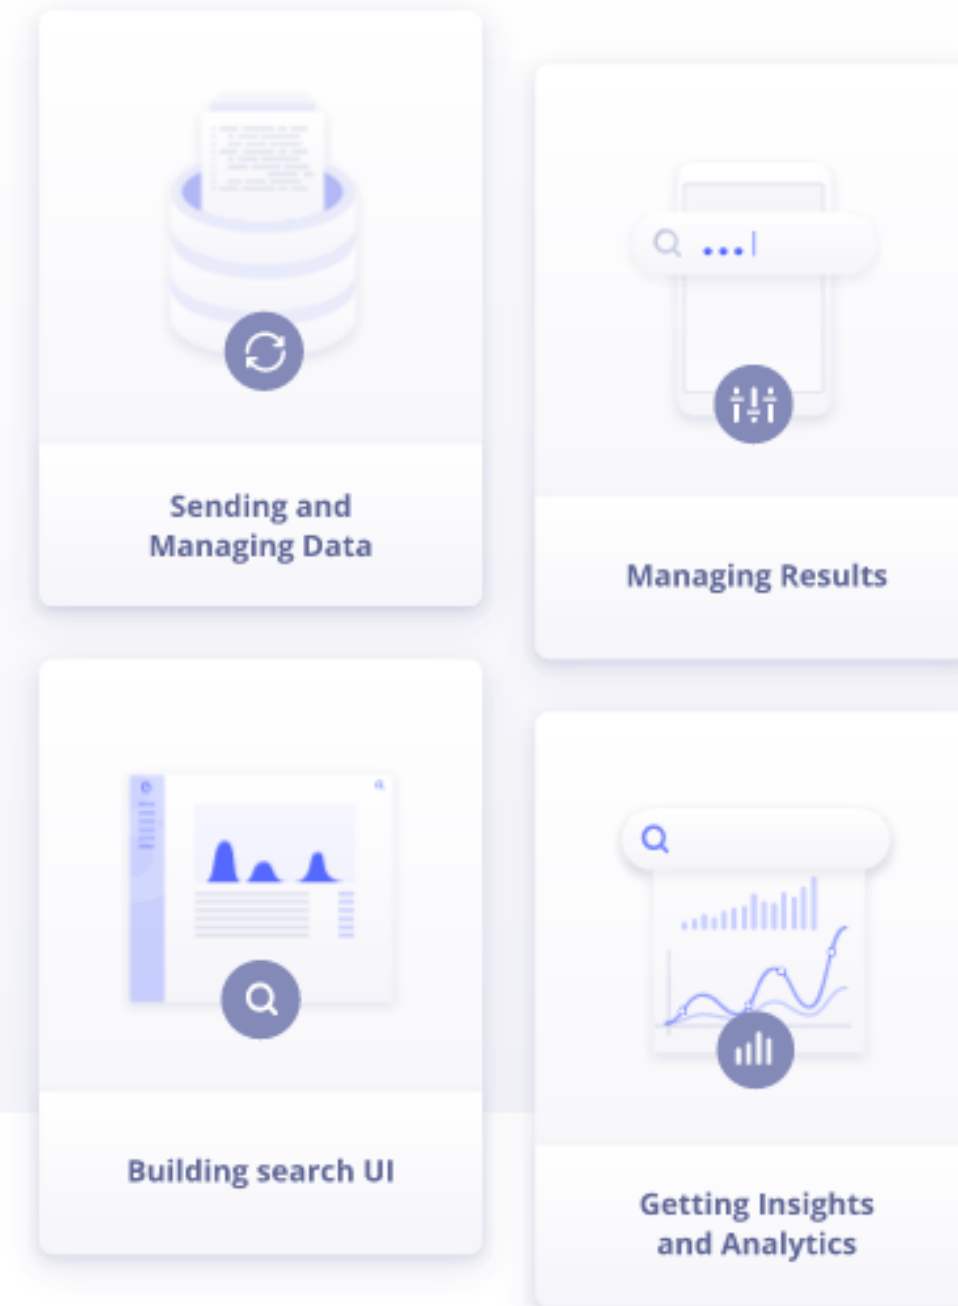 Sending and
Managing Data
Managing Results
Building search UI
Getting Insights
and Analytics